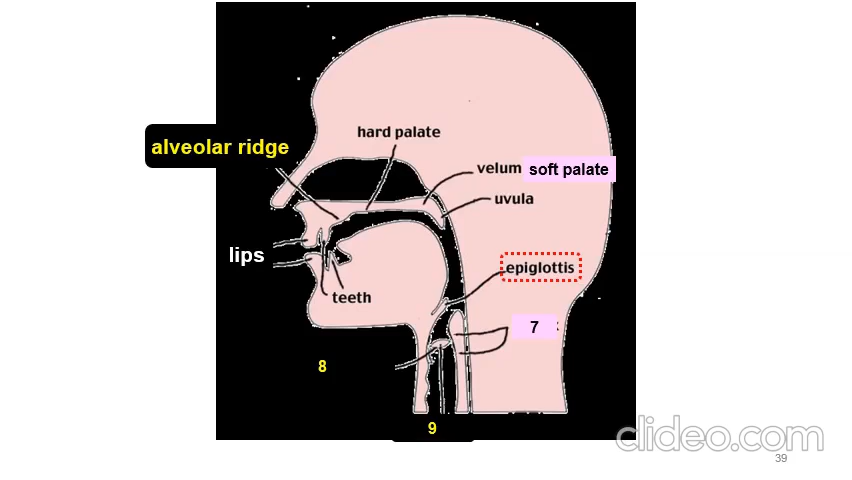 hard palate
alveolar ridge
velum soft palate
uvula
lips
epiglottis
teeth
7
8
9
clideo.com
39